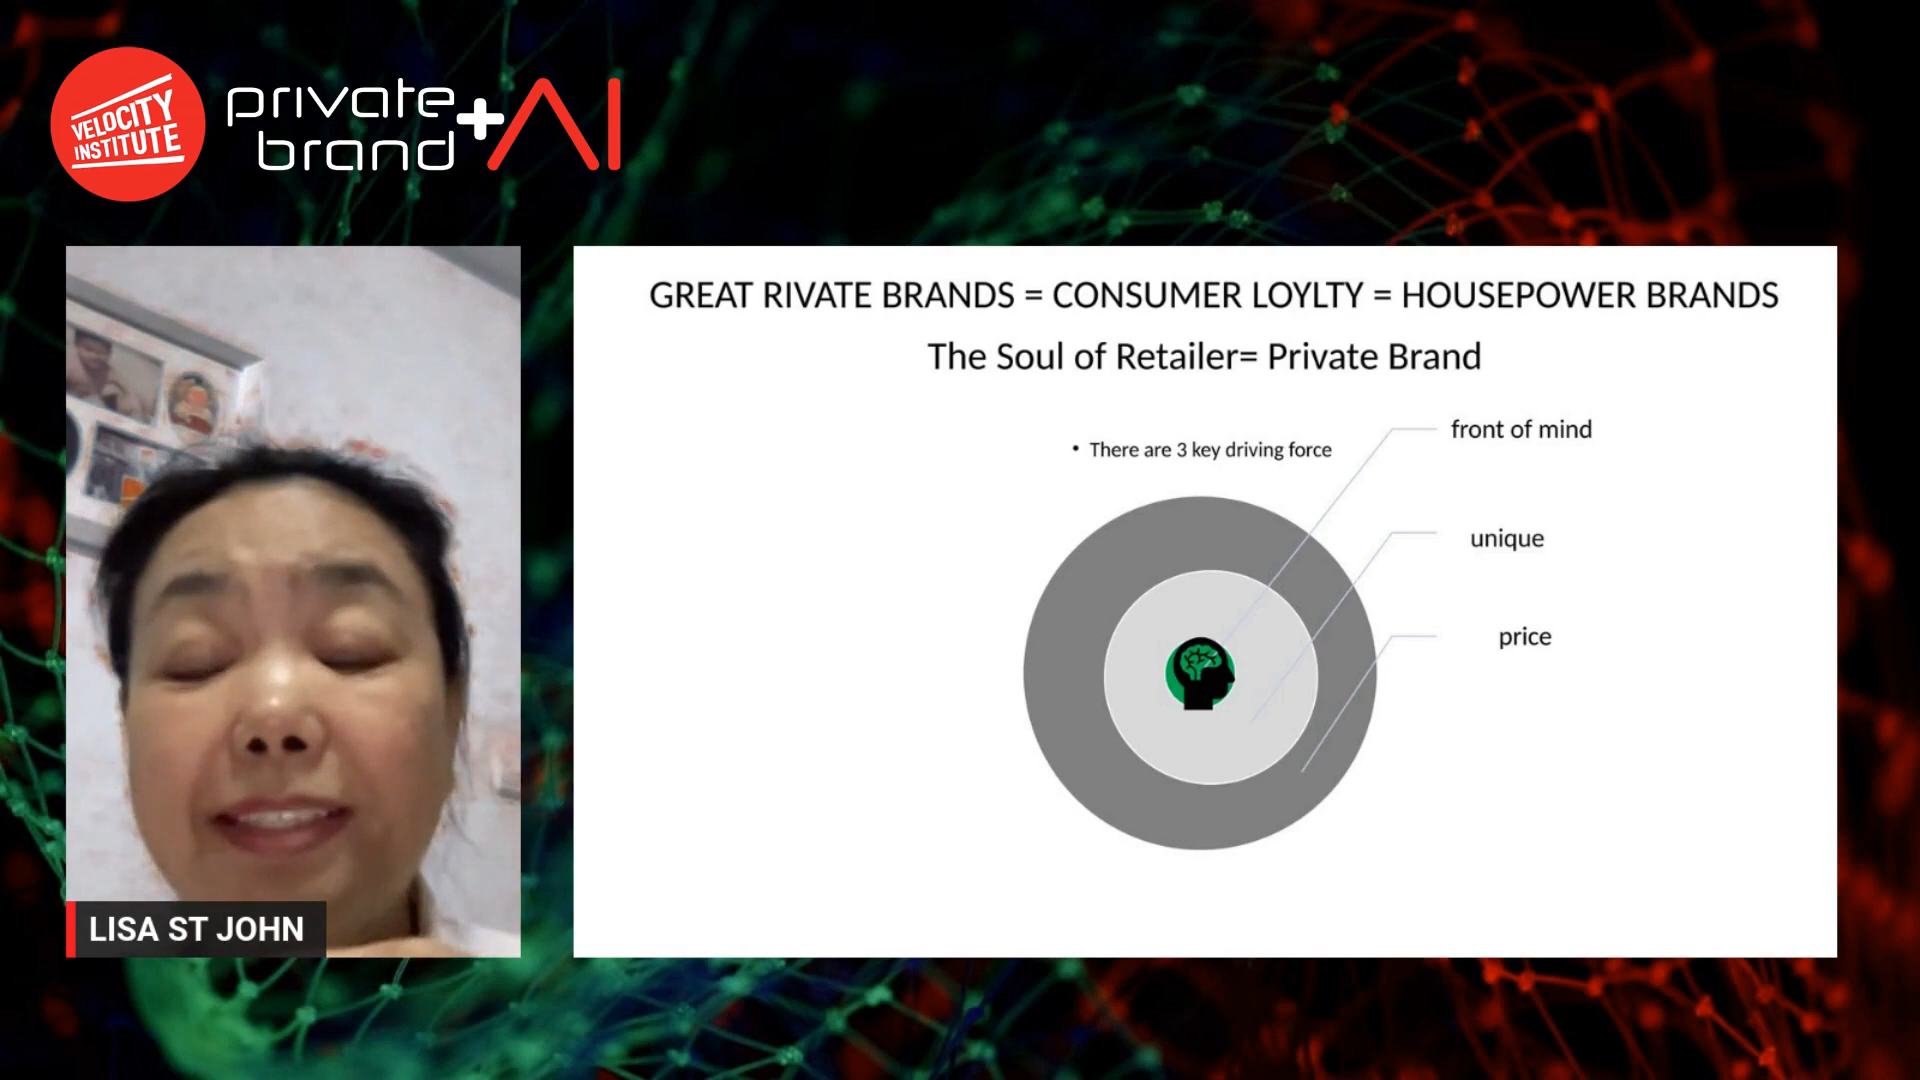 VELOCITY
INSTITUTE
private
brand
+AI
GREAT RIVATE BRANDS = CONSUMER LOYLTY = HOUSEPOWER BRANDS
The Soul of Retailer= Private Brand
• There are 3 key driving force
front of mind
unique
price
LISA ST JOHN